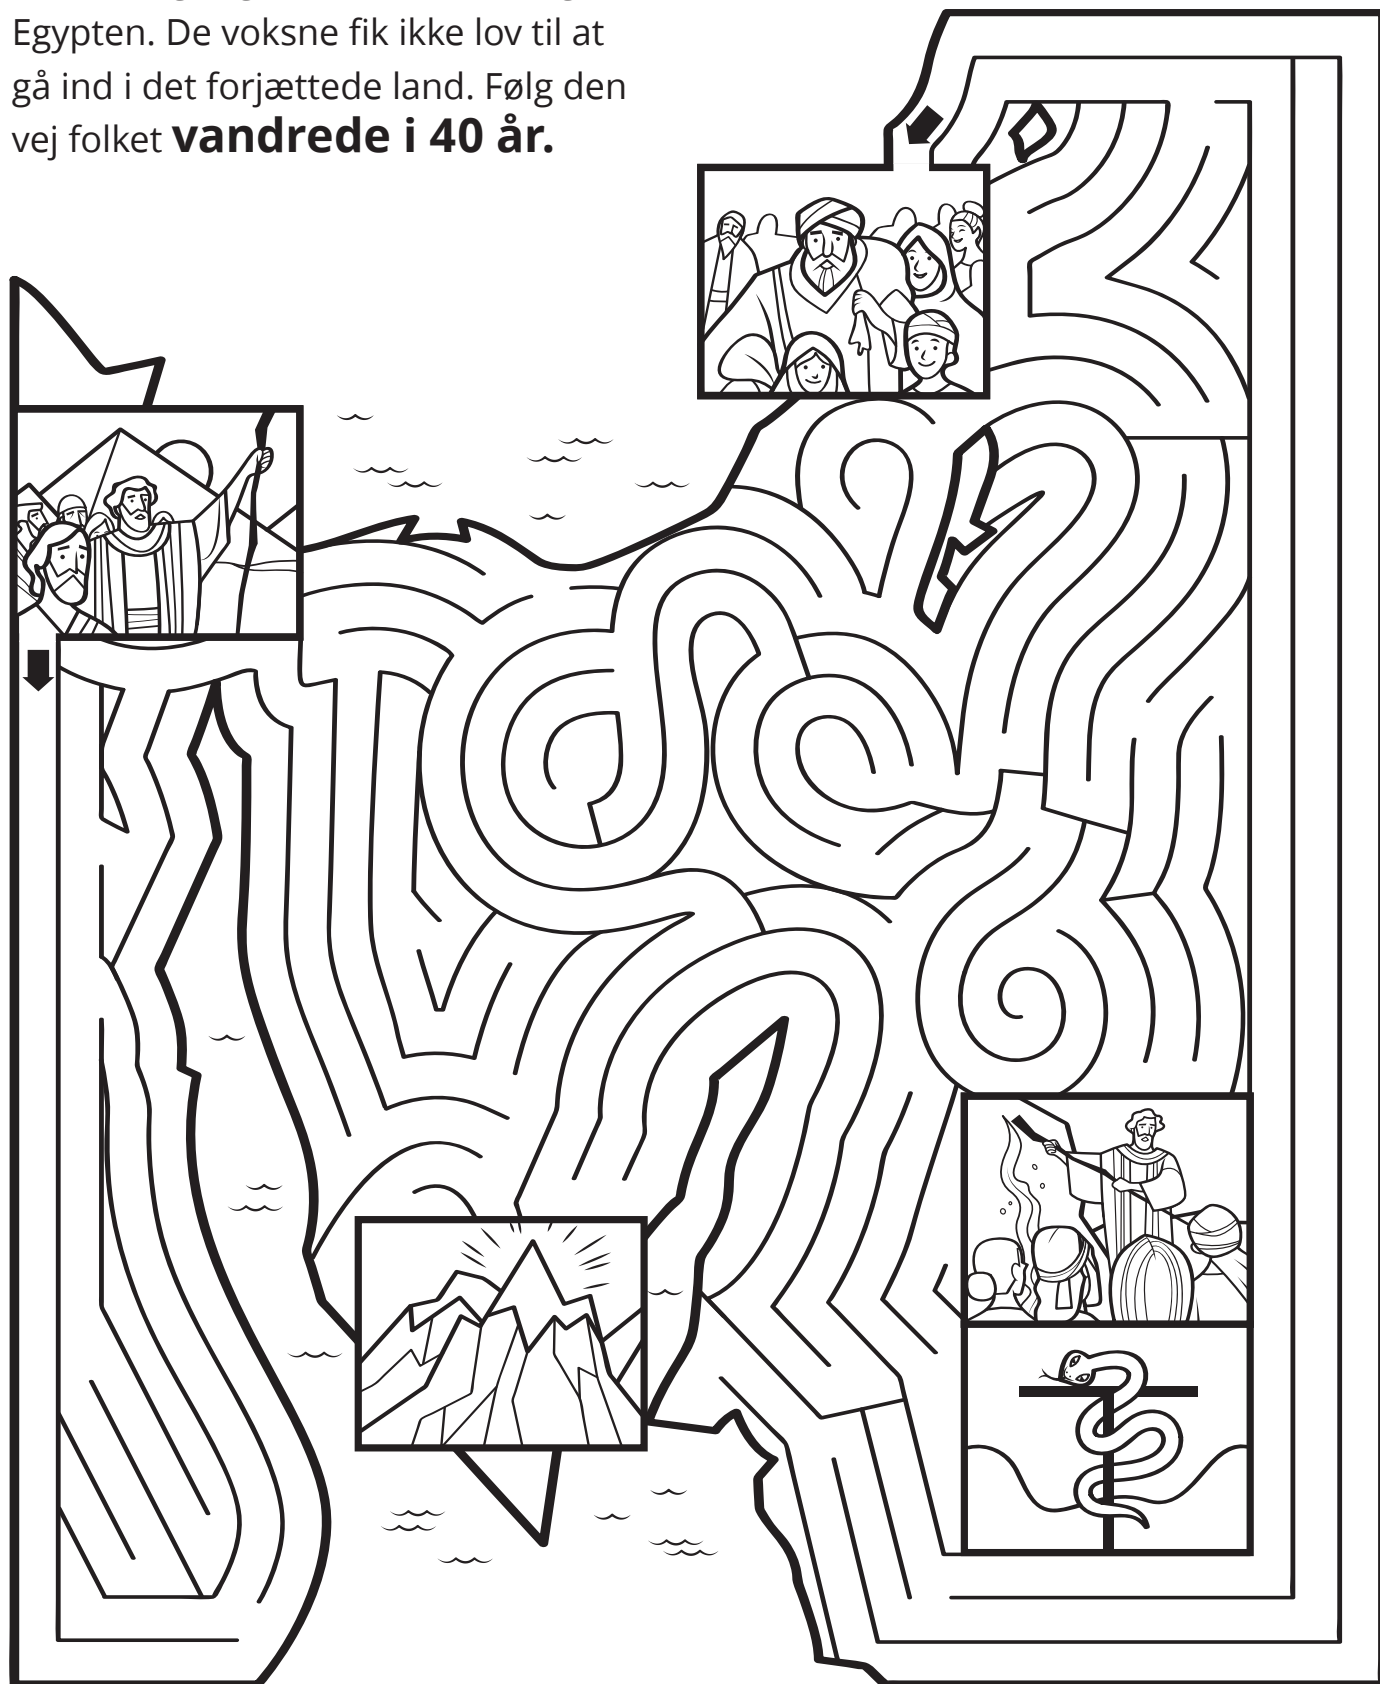 Egypten. De voksne fik ikke lov til at
gå ind i det forjættede land. Følg den
vej folket vandrede i 40 år.